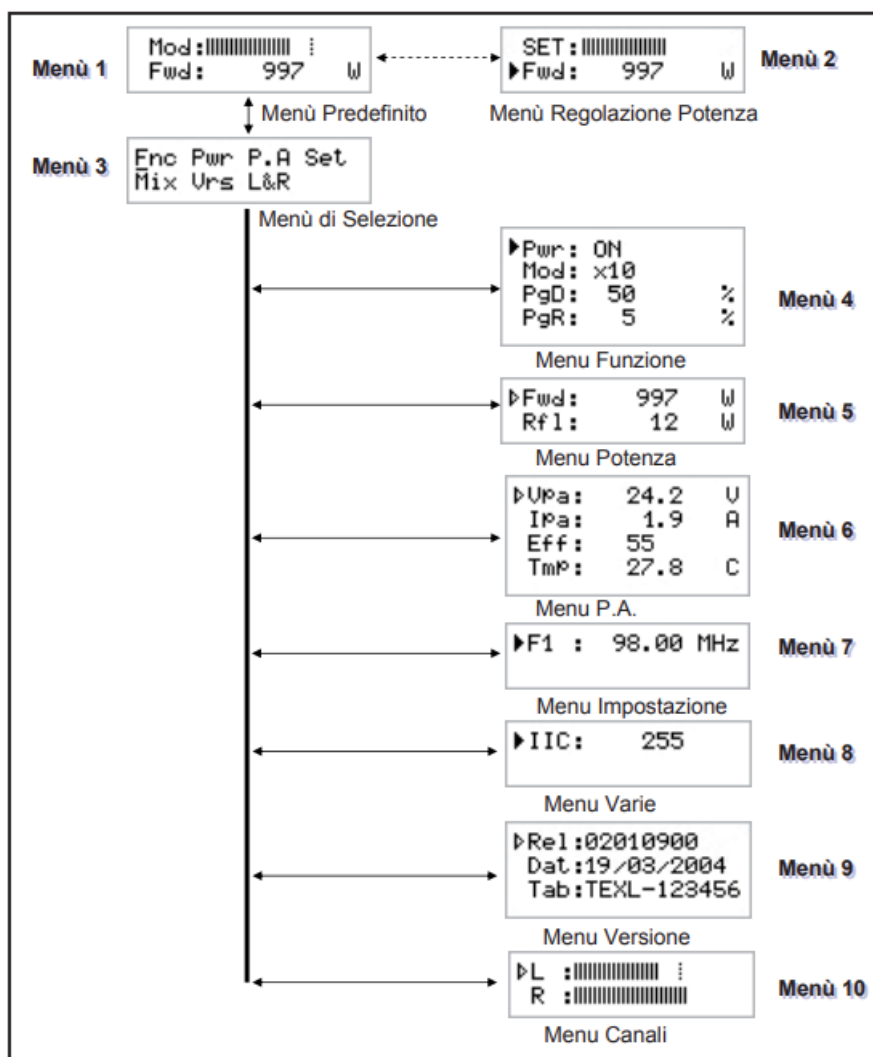 Menù 1
Mod:
Fwd: 997 W
SET:
Fwd: 997 W
Menù 2
Menù Predefinito
Menù Regolazione Potenza
Menù 3
Fnc Pwr P.A Set
Mix Vrs L&R
Menù di Selezione
Pwr: ON
Mod: x10
PgD: 50 %
PgR: 5 %
Menù 4
Menu Funzione
Fwd: 997 W
Rfl: 12 W
Menù 5
Menu Potenza
Vpa: 24.2 V
Ipa: 1.9 A
Eff: 55
Tmp: 27.8 C
Menù 6
Menu P.A.
F1 : 98.00 MHz
Menù 7
Menu Impostazione
IIC: 255
Menù 8
Menu Varie
Rel:02010900
Dat:19/03/2004
Tab:TEXL-123456
Menù 9
Menu Versione
L :
R :
Menù 10
Menu Canali